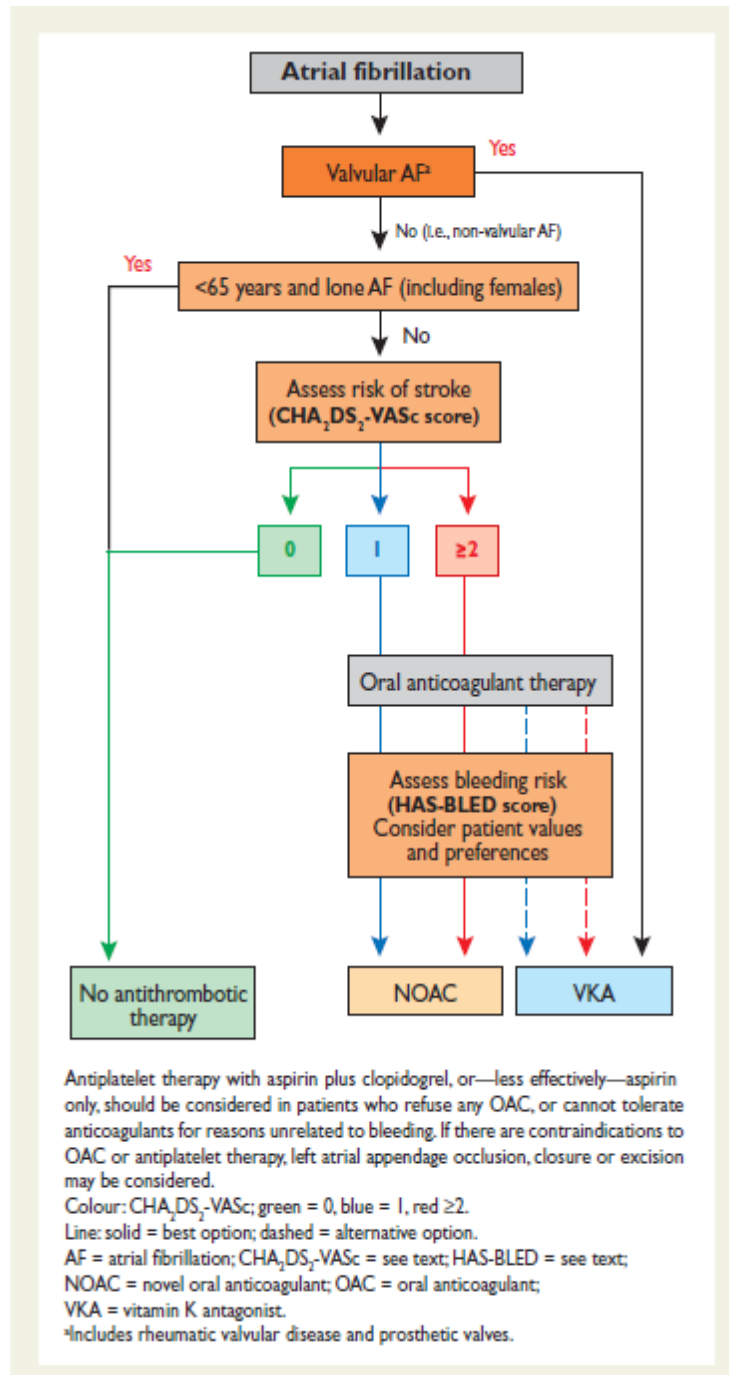 Atrial fibrillation
Yes
Valvular AFᵃ
No (i.e., non-valvular AF)
Yes
<65 years and lone AF (including females)
No
Assess risk of stroke
(CHA₂DS₂-VASc score)
0
1
≥2
Oral anticoagulant therapy
Assess bleeding risk
(HAS-BLED score)
Consider patient values
and preferences
No antithrombotic
therapy
NOAC
VKA
Antiplatelet therapy with aspirin plus clopidogrel, or—less effectively—aspirin
only, should be considered in patients who refuse any OAC, or cannot tolerate
anticoagulants for reasons unrelated to bleeding. If there are contraindications to
OAC or antiplatelet therapy, left atrial appendage occlusion, closure or excision
may be considered.
Colour: CHA₂DS₂-VASc; green = 0, blue = 1, red ≥2.
Line: solid = best option; dashed = alternative option.
AF = atrial fibrillation; CHA₂DS₂-VASc = see text; HAS-BLED = see text;
NOAC = novel oral anticoagulant; OAC = oral anticoagulant;
VKA = vitamin K antagonist.
ᵃIncludes rheumatic valvular disease and prosthetic valves.